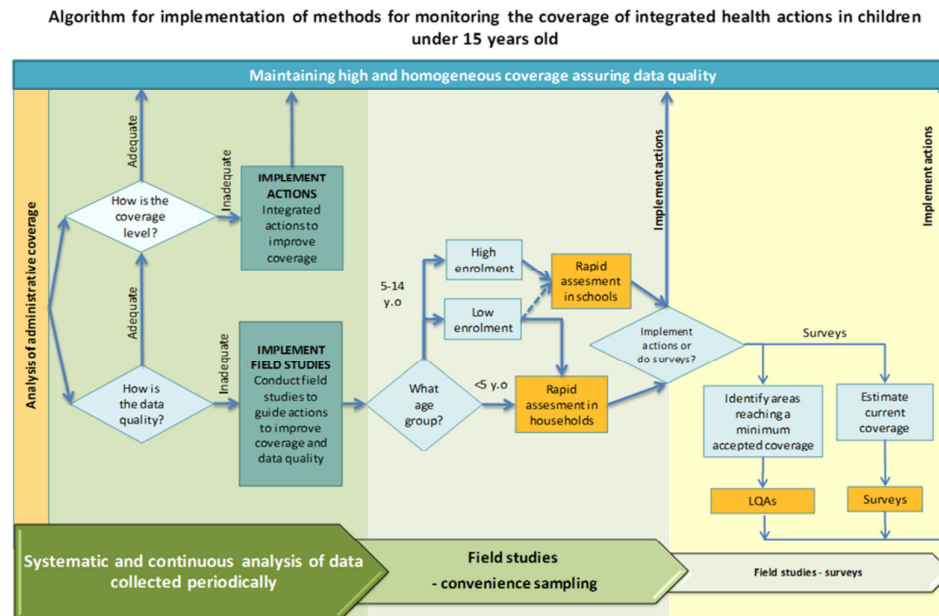 Algorithm for implementation of methods for monitoring the coverage of integrated health actions in children
under 15 years old
Maintaining high and homogeneous coverage assuring data quality
Analysis of administrative coverage
Adequate
How is the
coverage
level?
Inadequate
IMPLEMENT
ACTIONS
Integrated
actions to
improve
coverage
Adequate
How is
the data
quality?
Inadequate
IMPLEMENT
FIELD STUDIES
Conduct field
studies to
guide actions
to improve
coverage and
data quality
What
age
group?
5-14
y.o
<5 y.o
High
enrolment
Low
enrolment
Rapid
assesment
in schools
Rapid
assesment in
households
Implement
actions or
do surveys?
Implement actions
Surveys
Identify areas
reaching a
minimum
accepted coverage
Estimate
current
coverage
LQAs
Surveys
Implement actions
Systematic and continuous analysis of data
collected periodically
Field studies
- convenience sampling
Field studies - surveys